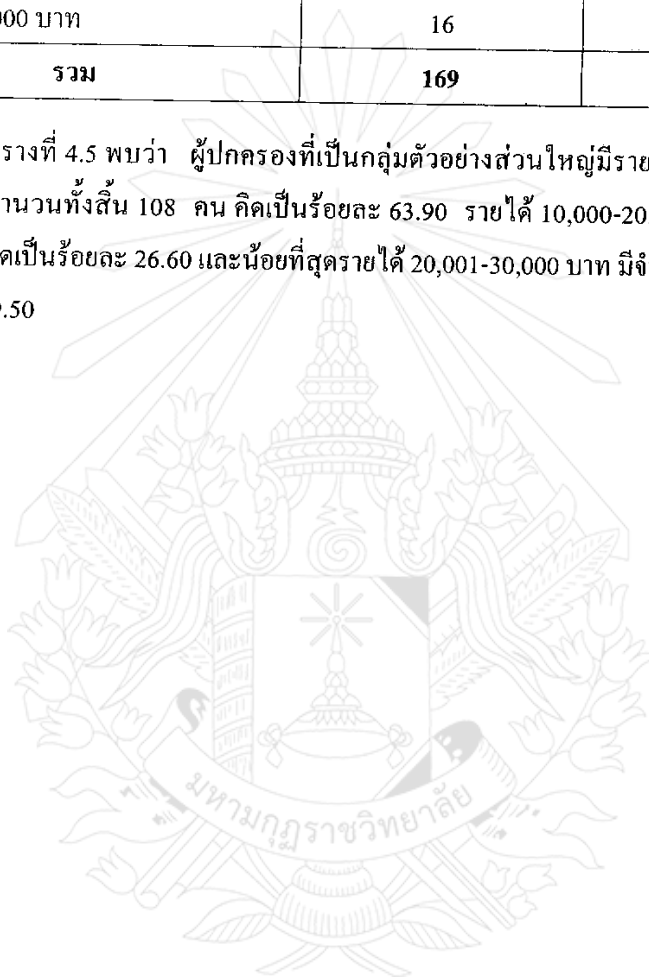 000 บาท 16
รวม 169
รางที่ 4.5 พบว่า ผู้ปกครองที่เป็นกลุ่มตัวอย่างส่วนใหญ่มีราย
านวนทั้งสิ้น 108 คน คิดเป็นร้อยละ 63.90 รายได้ 10,000-20
ดเป็นร้อยละ 26.60 และน้อยที่สุดรายได้ 20,001-30,000 บาท มีจำ
9.50
มหามกุฏราชวิทยาลัย